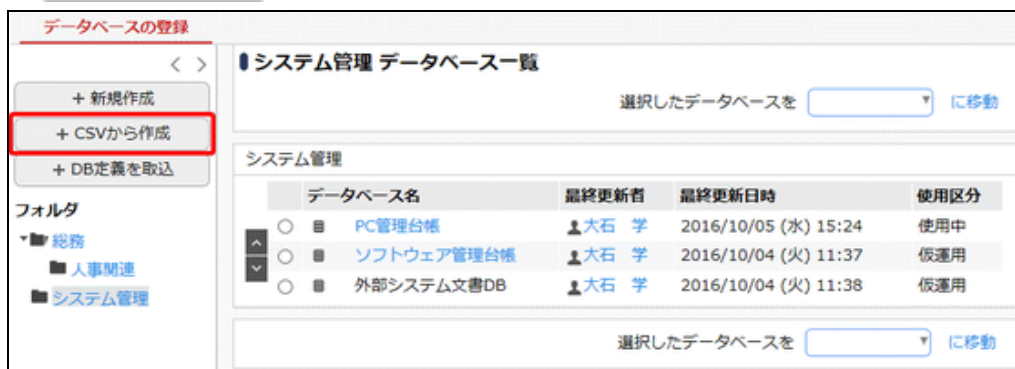 データベースの登録
< >
+ 新規作成
+ CSVから作成
+ DB定義を取込
フォルダ
総務
人事関連
システム管理
システム管理 データベース一覧
選択したデータベースを に移動
システム管理
データベース名 最終更新者 最終更新日時 使用区分
PC管理台帳 大石 学 2016/10/05 (水) 15:24 使用中
ソフトウェア管理台帳 大石 学 2016/10/04 (火) 11:37 仮運用
外部システム文書DB 大石 学 2016/10/04 (火) 11:38 仮運用
選択したデータベースを に移動